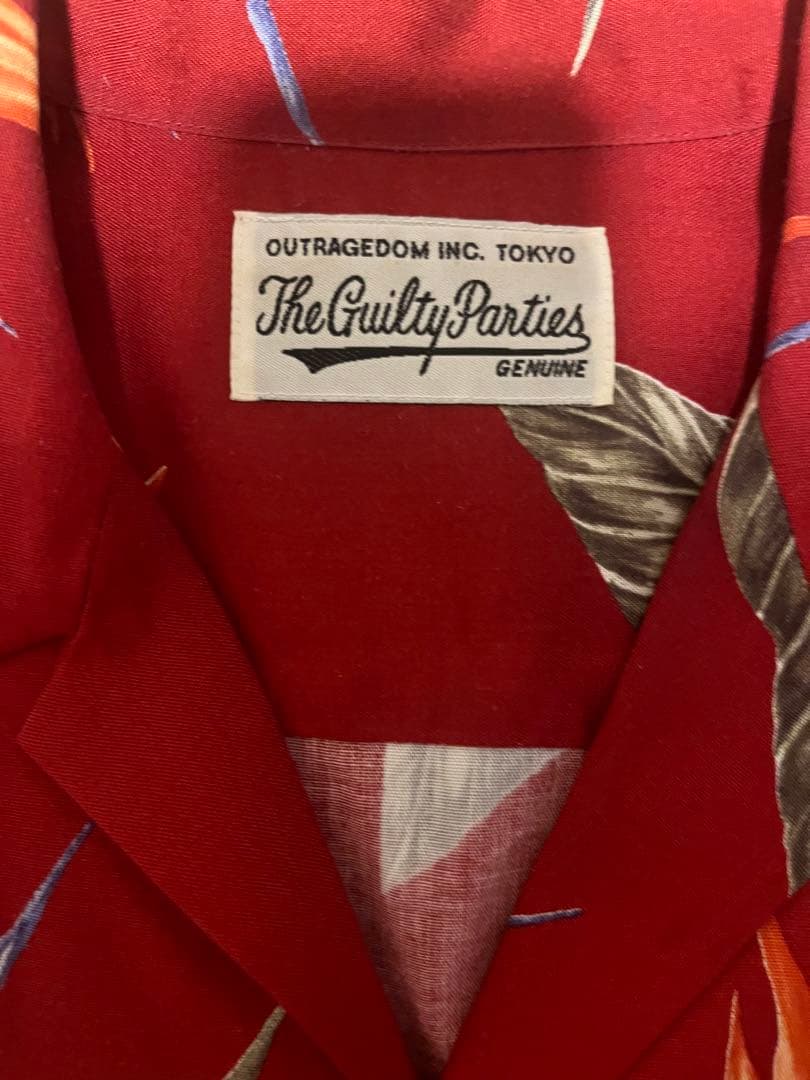 OUTRAGEDOM INC. TOKYO
The Guilty Parties
GENUINE